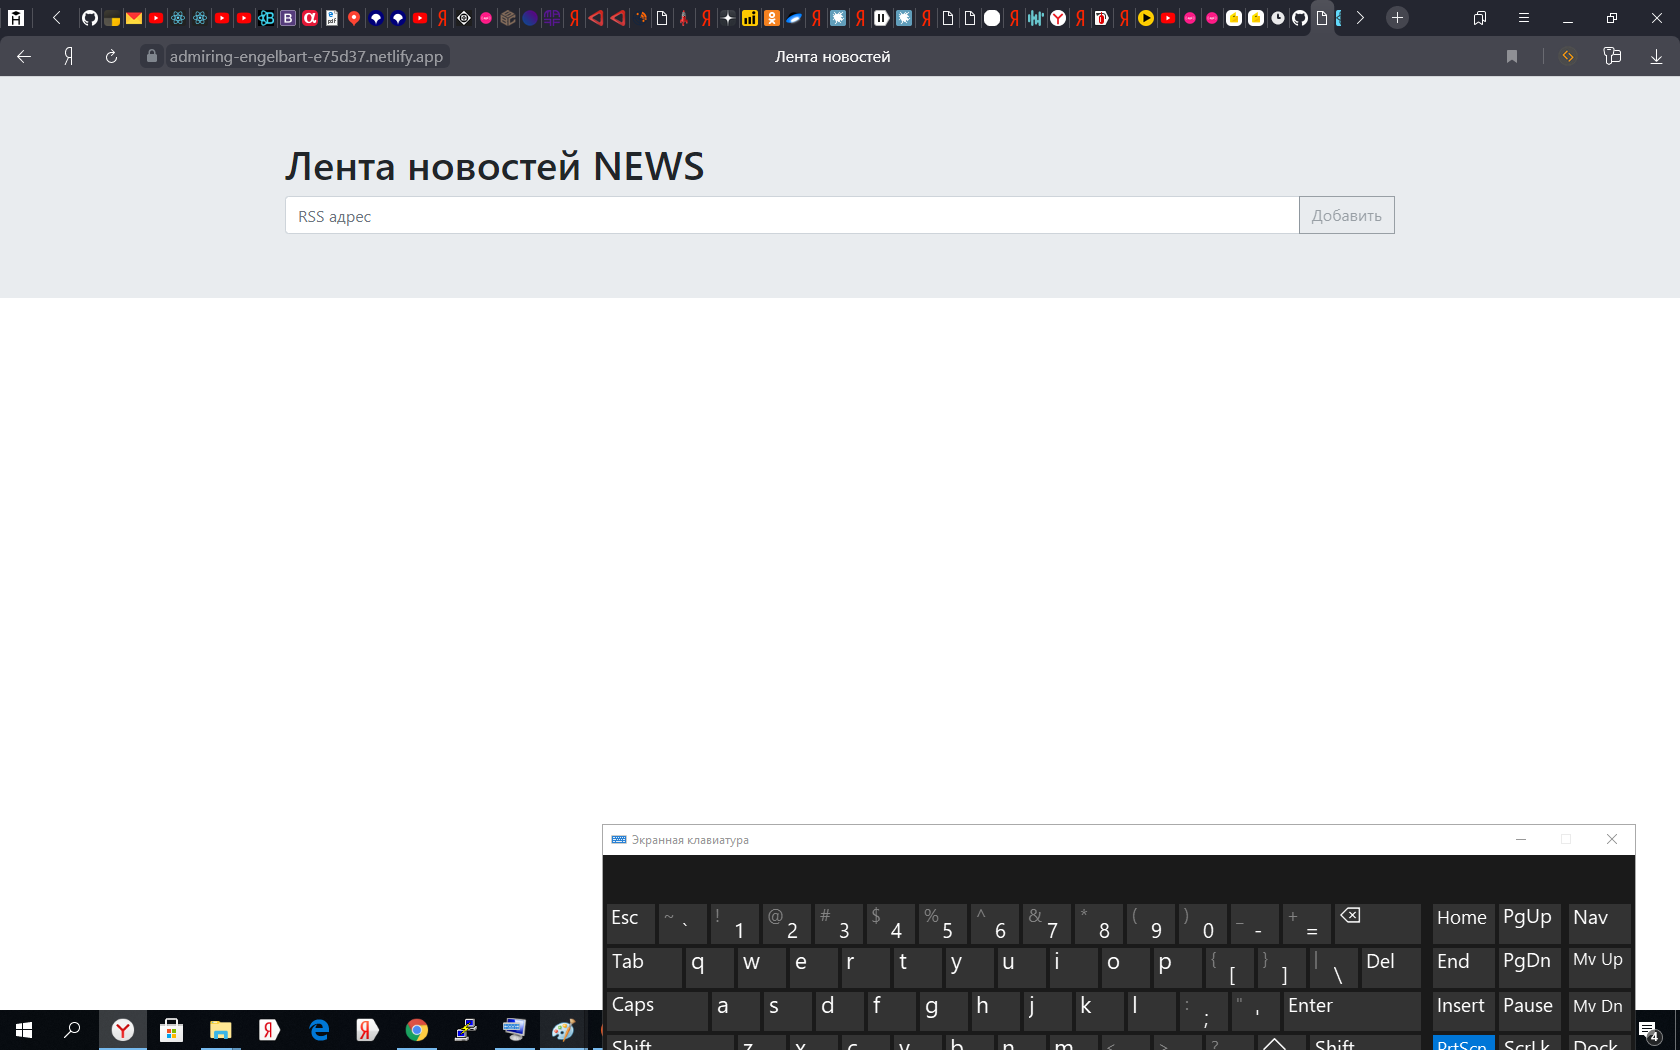 admiring-engelbart-e75d37.netlify.app
Лента новостей
Лента новостей NEWS
RSS адрес
Добавить
Экранная клавиатура
Esc ~ ` ! 1 @ 2 # 3 $ 4 % 5 ^ 6 & 7 * 8 ( 9 ) 0 _ - + = Home PgUp Nav
Tab q w e r t y u i o p { [ } ] | \ Del End PgDn Mv Up
Caps a s d f g h j k l : ; " ' Enter Insert Pause Mv Dn
Shift z x c v b n m < > ? Shift PrtScn ScrLk Dock
4